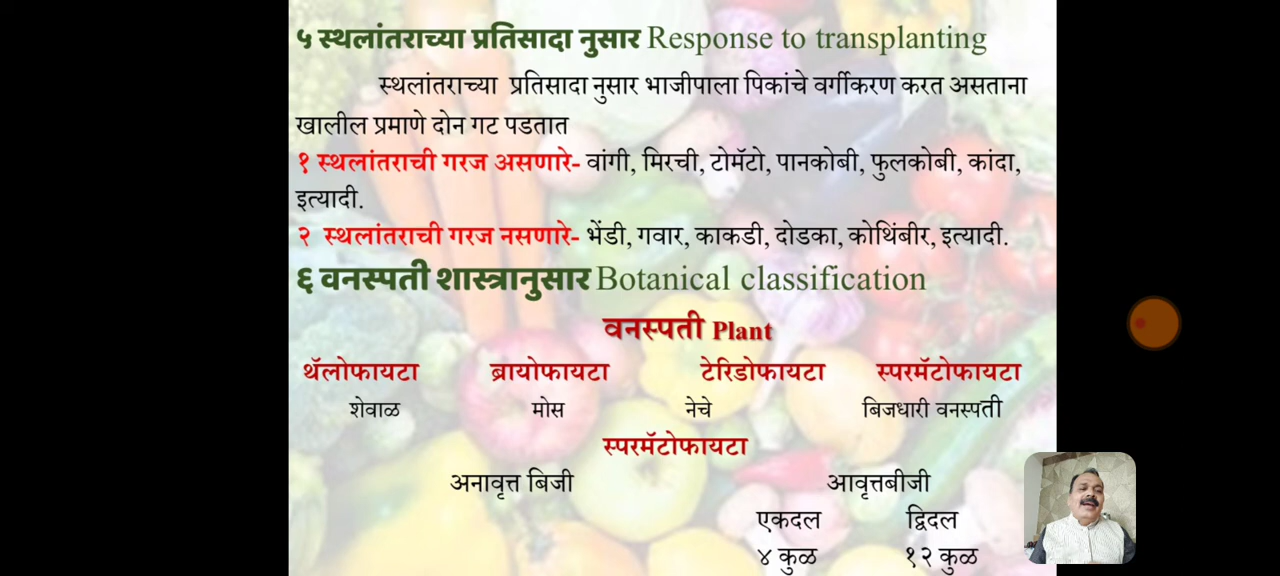 ५ स्थलांतराच्या प्रतिसादा नुसार Response to transplanting
स्थलांतराच्या प्रतिसादा नुसार भाजीपाला पिकांचे वर्गीकरण करत असताना
खालील प्रमाणे दोन गट पडतात
१ स्थलांतराची गरज असणारे- वांगी, मिरची, टोमॅटो, पानकोबी, फुलकोबी, कांदा,
इत्यादी.
२ स्थलांतराची गरज नसणारे- भेंडी, गवार, काकडी, दोडका, कोथिंबीर, इत्यादी.
६ वनस्पती शास्त्रानुसार Botanical classification
वनस्पती Plant
थॅलोफायटा ब्रायोफायटा टेरिडोफायटा स्परमॅटोफायटा
शेवाळ मोस नेचे बिजधारी वनस्पती
स्परमॅटोफायटा
अनावृत्त बिजी आवृत्तबीजी
एकदल द्विदल
४ कुळ १२ कुळ